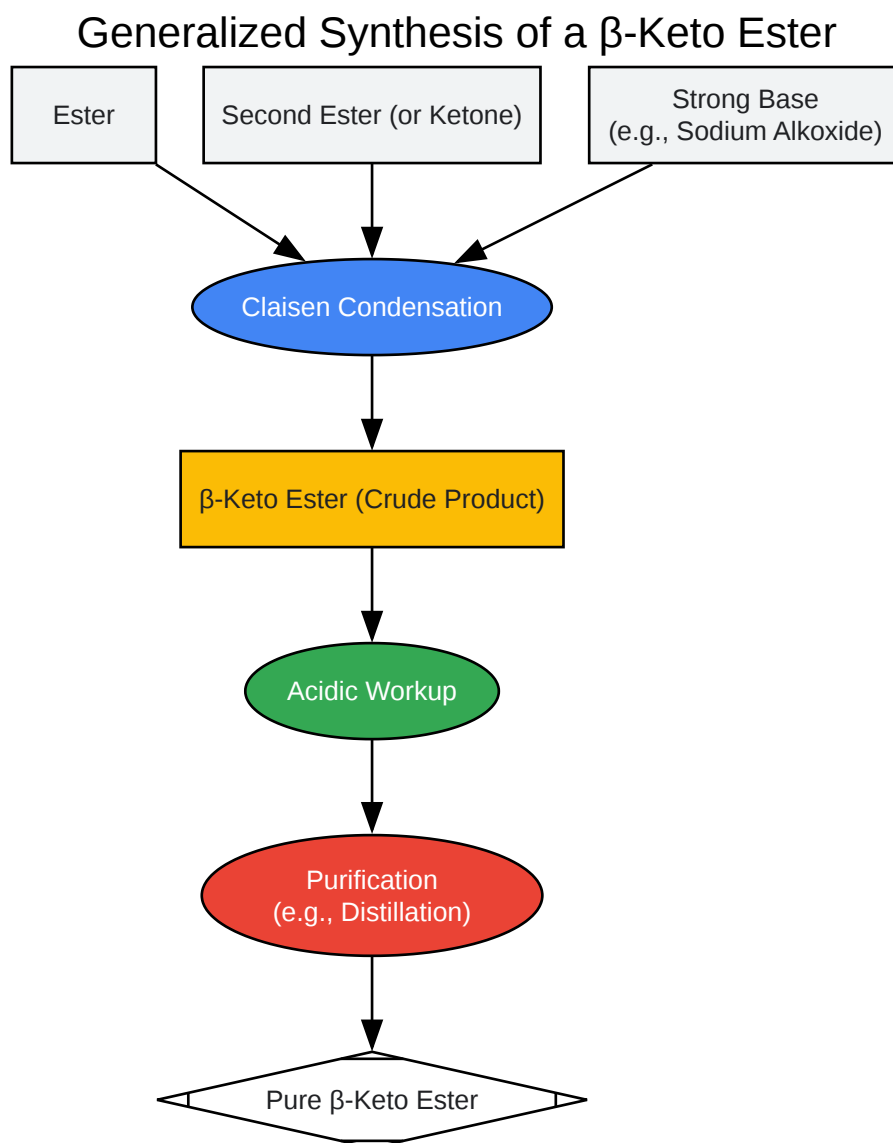 Generalized Synthesis of a β-Keto Ester
Ester
Second Ester (or Ketone)
Strong Base
(e.g., Sodium Alkoxide)
Claisen Condensation
β-Keto Ester (Crude Product)
Acidic Workup
Purification
(e.g., Distillation)
Pure β-Keto Ester